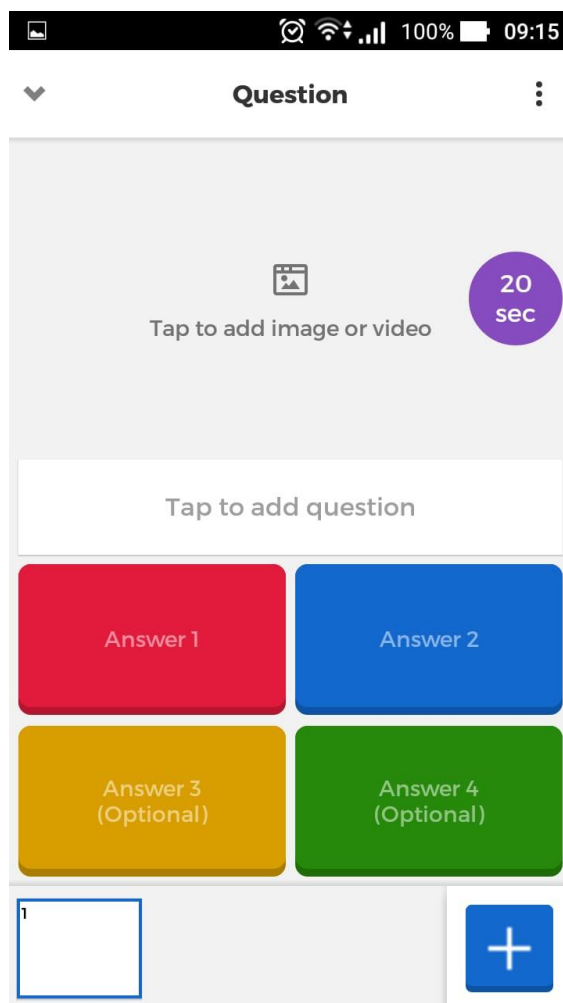 100% 09:15
Question
20
sec
Tap to add image or video
Tap to add question
Answer 1
Answer 2
Answer 3
(Optional)
Answer 4
(Optional)
1